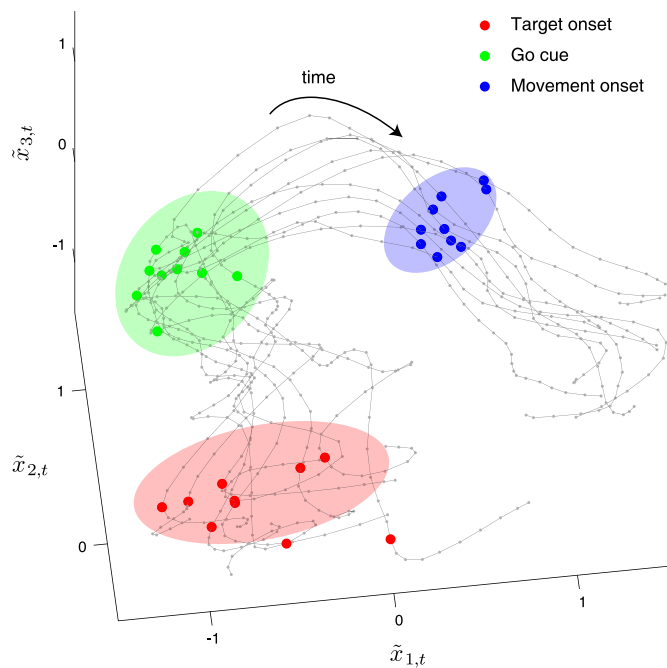 Target onset
Go cue
Movement onset
time
1
0
-1
x̃3,t
1
0
x̃2,t
-1
0
1
x̃1,t